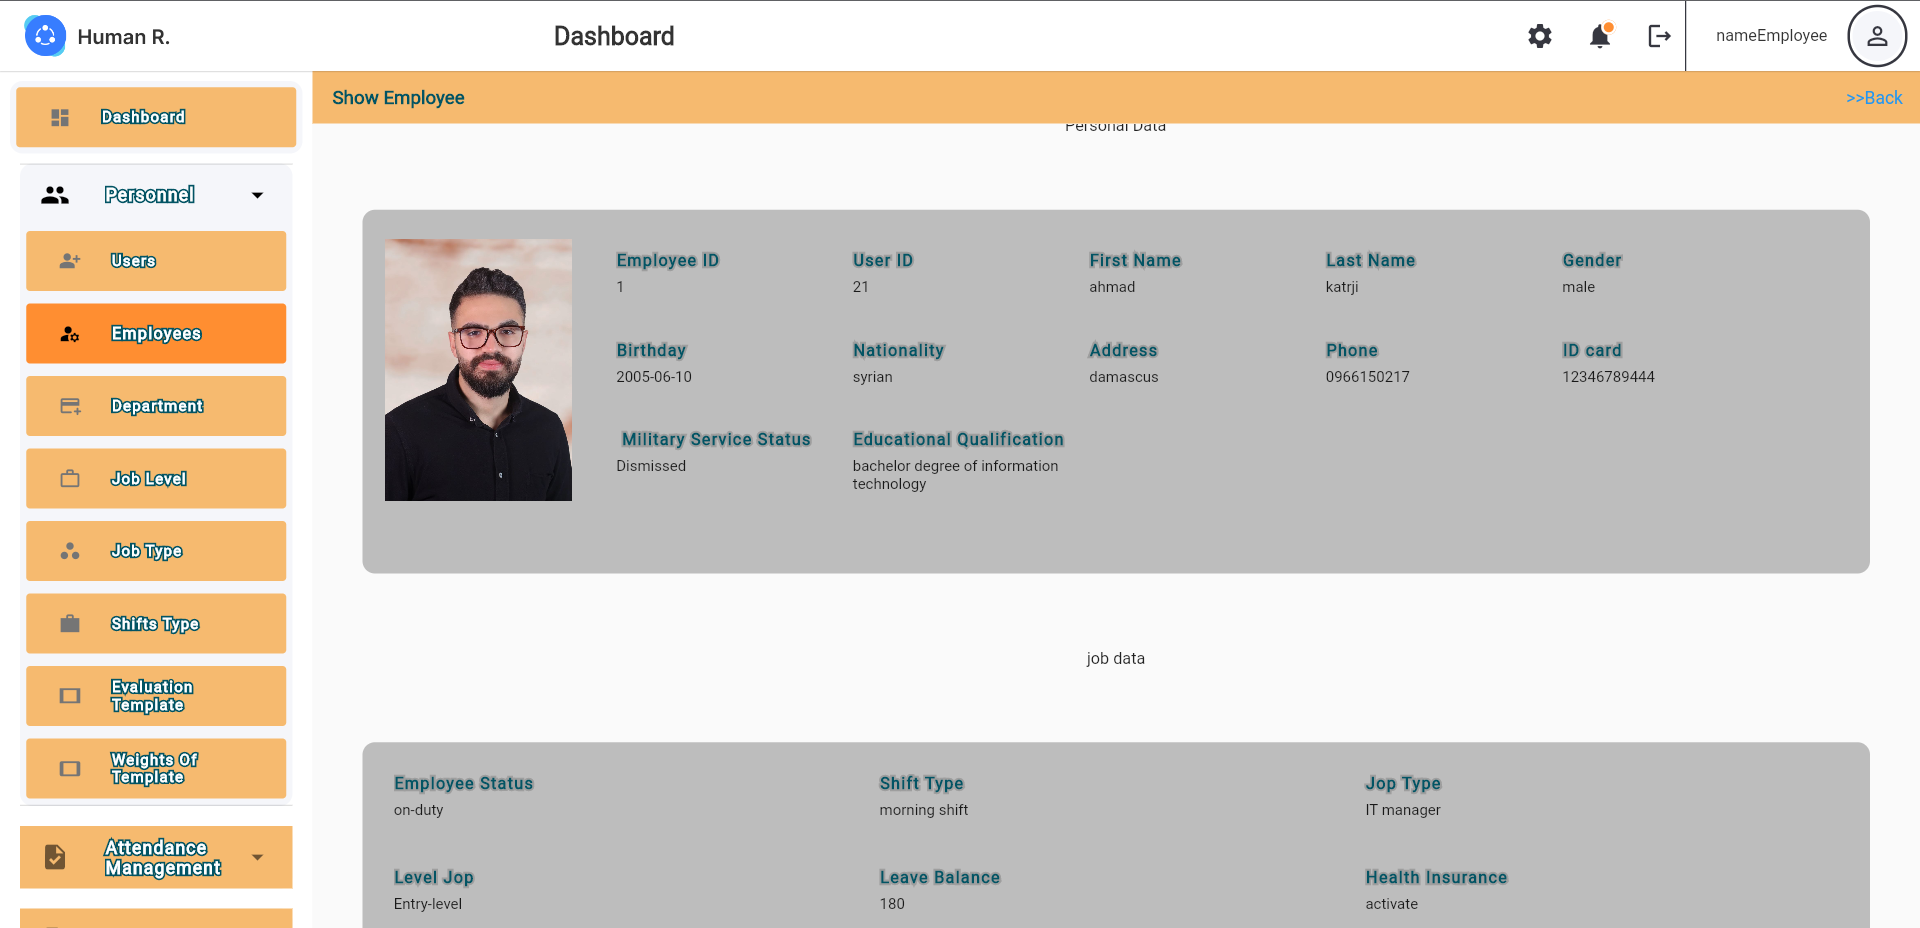 Human R.
Dashboard
nameEmployee
Show Employee
>>Back
Dashboard
Personnel
Users
Employees
Department
Job Level
Job Type
Shifts Type
Evaluation
Template
Weights Of
Template
Attendance
Management
Personal Data
Employee ID
1
User ID
21
First Name
ahmad
Last Name
katrji
Gender
male
Birthday
2005-06-10
Nationality
syrian
Address
damascus
Phone
0966150217
ID card
12346789444
Military Service Status
Dismissed
Educational Qualification
bachelor degree of information
technology
job data
Employee Status
on-duty
Shift Type
morning shift
Jop Type
IT manager
Level Jop
Entry-level
Leave Balance
180
Health Insurance
activate